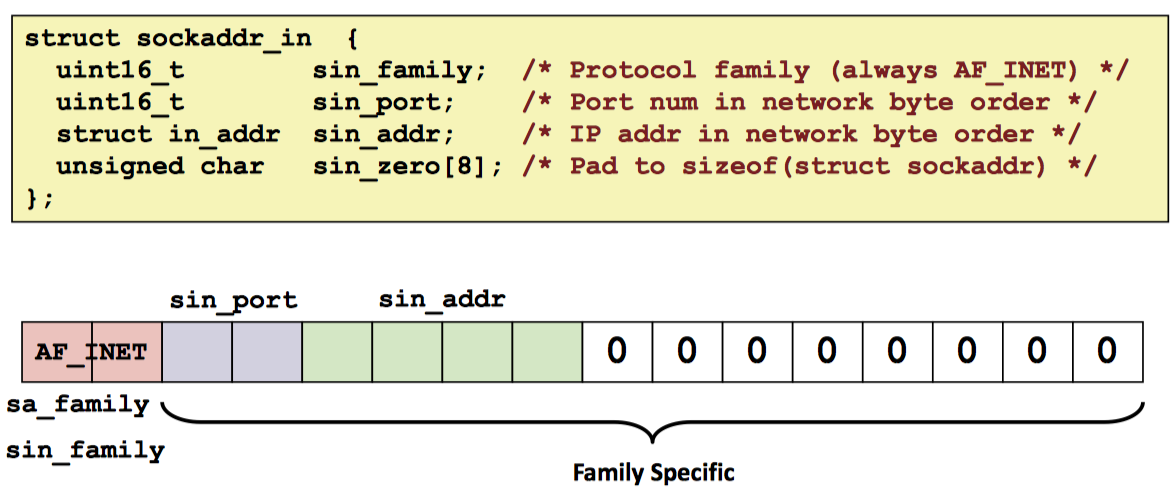 struct sockaddr_in {
uint16_t sin_family; /* Protocol family (always AF_INET) */
uint16_t sin_port; /* Port num in network byte order */
struct in_addr sin_addr; /* IP addr in network byte order */
unsigned char sin_zero[8]; /* Pad to sizeof(struct sockaddr) */
};
sin_port sin_addr
AF_INET 0 0 0 0 0 0 0 0
sa_family
sin_family
Family Specific